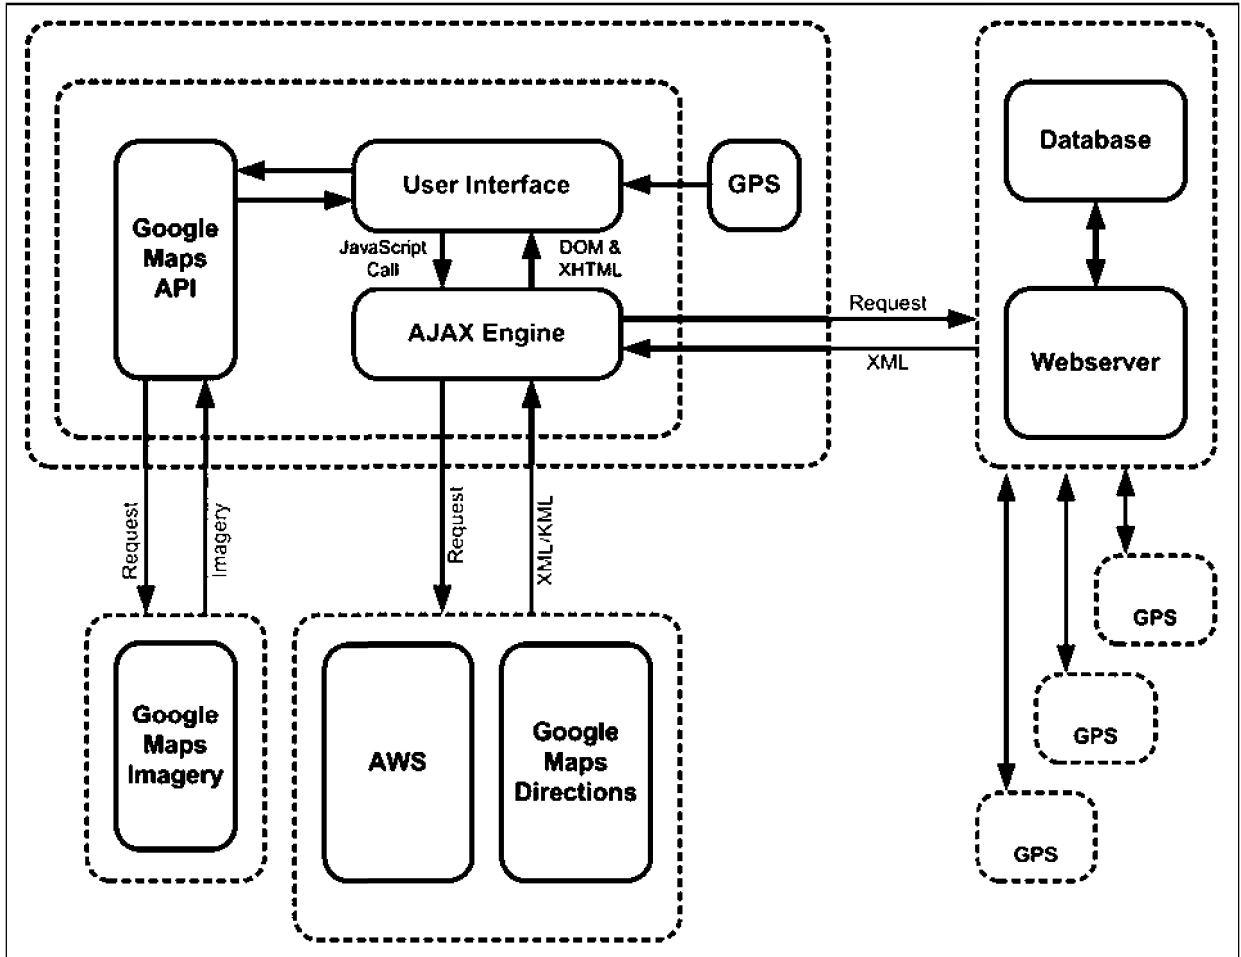 Database
User Interface
GPS
Google
Maps
API
JavaScript
Call
DOM &
XHTML
AJAX Engine
Request
XML
Webserver
Request
Imagery
Request
XML/KML
GPS
GPS
GPS
Google
Maps
Imagery
AWS
Google
Maps
Directions